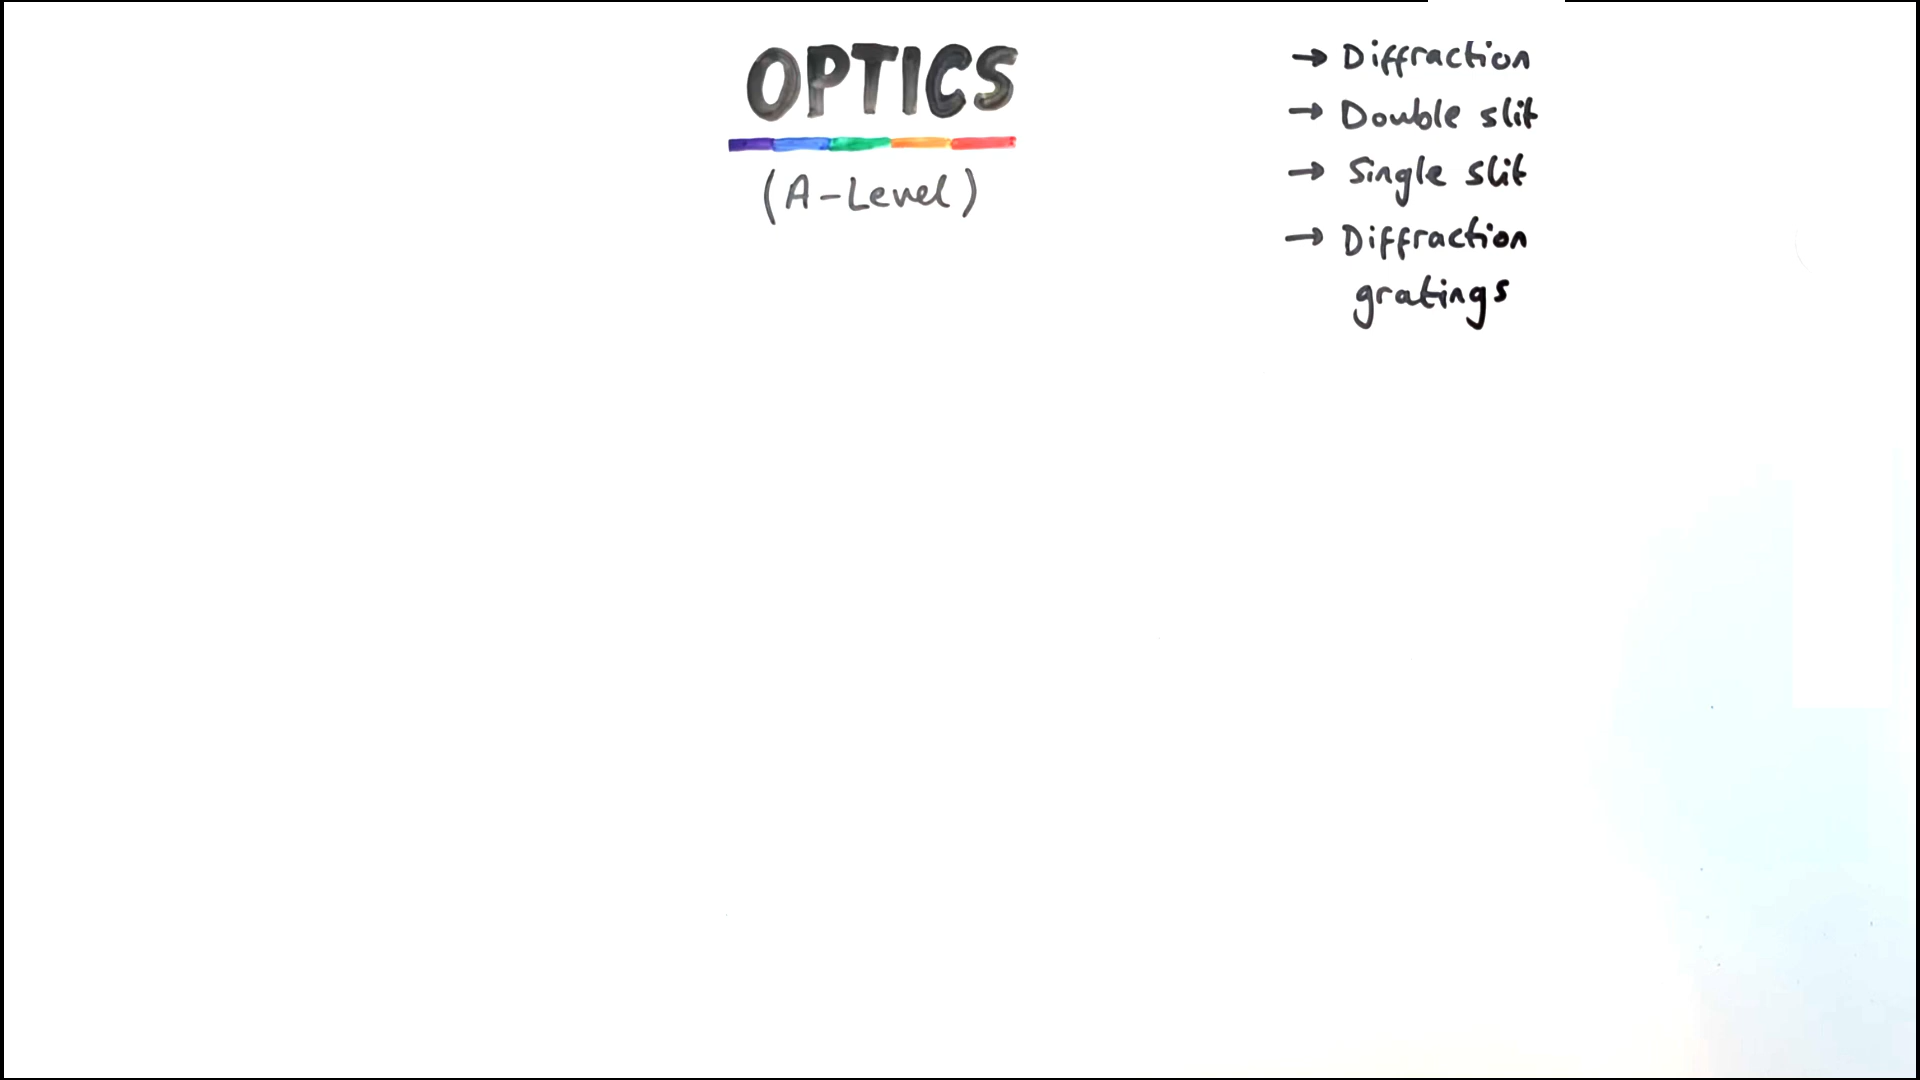 OPTICS
(A-Level)
→ Diffraction
→ Double slit
→ Single slit
→ Diffraction
gratings